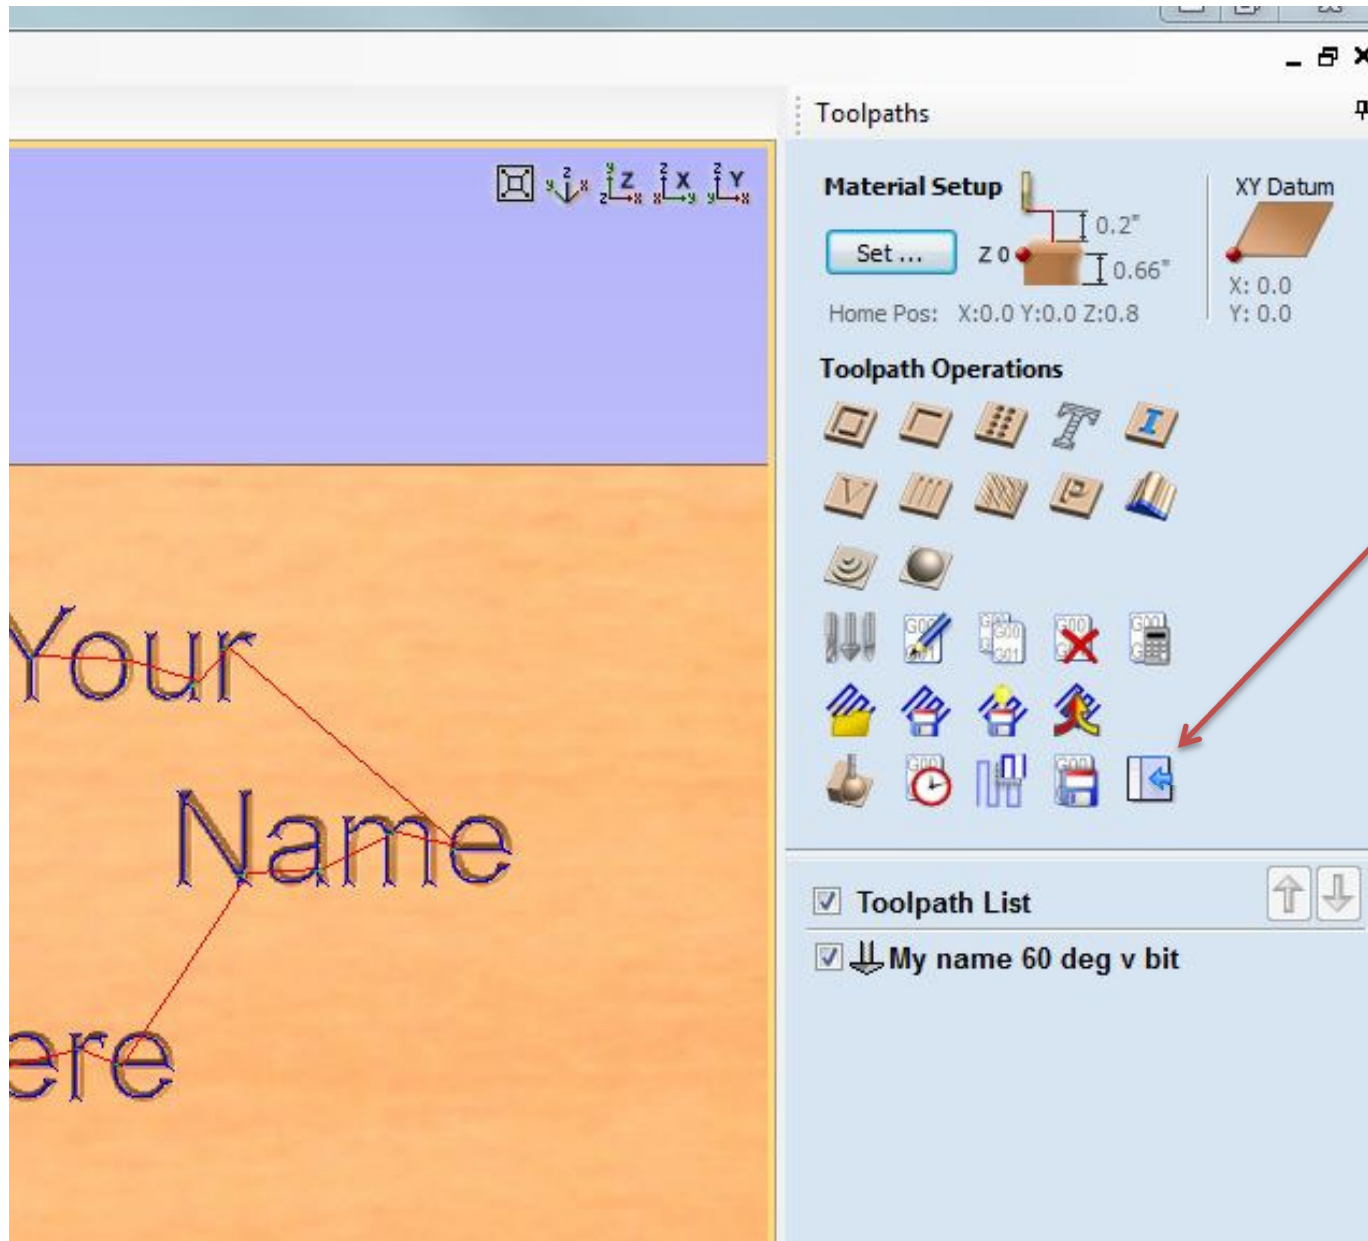 Toolpaths
Material Setup
XY Datum
0.2"
Set ...
Z 0
0.66"
X: 0.0
Y: 0.0
Home Pos: X:0.0 Y:0.0 Z:0.8
Toolpath Operations
Your
Name
ere
Toolpath List
My name 60 deg v bit